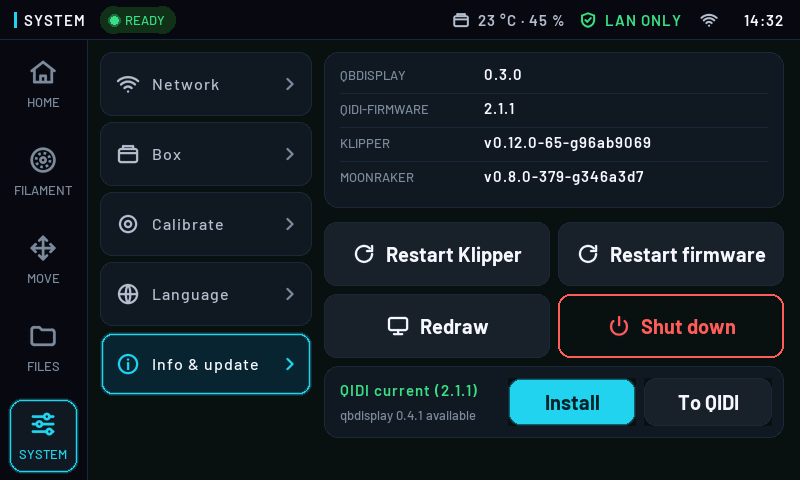 SYSTEM
READY
23 °C · 45 %
LAN ONLY
14:32
HOME
FILAMENT
MOVE
FILES
SYSTEM
Network
Box
Calibrate
Language
Info & update
QBDISPLAY 0.3.0
QIDI-FIRMWARE 2.1.1
KLIPPER v0.12.0-65-g96ab9069
MOONRAKER v0.8.0-379-g346a3d7
Restart Klipper
Restart firmware
Redraw
Shut down
QIDI current (2.1.1)
qbdisplay 0.4.1 available
Install
To QIDI